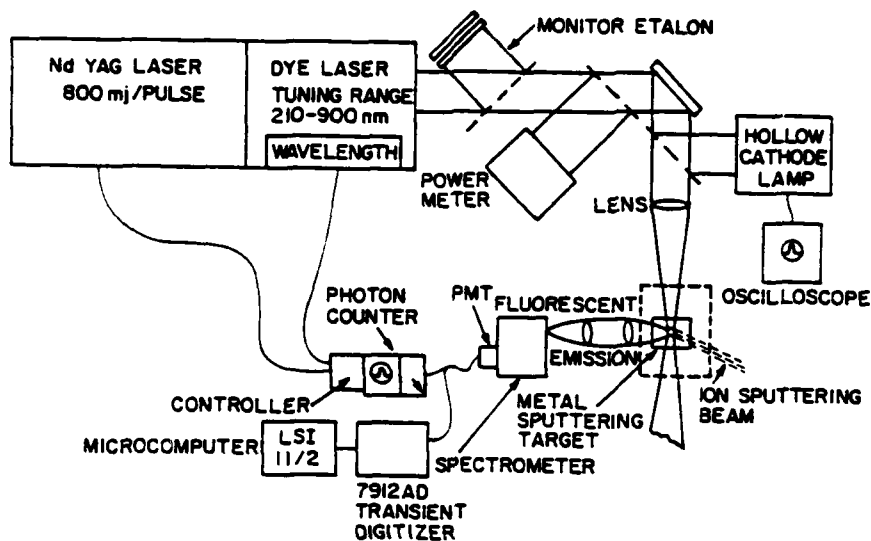 MONITOR ETALON
Nd YAG LASER
800 mj/PULSE
DYE LASER
TUNING RANGE
210-900 nm
WAVELENGTH
POWER
METER
HOLLOW
CATHODE
LAMP
LENS
OSCILLOSCOPE
PHOTON
COUNTER
PMT
FLUORESCENT
EMISSION
ION SPUTTERING
BEAM
CONTROLLER
METAL
SPUTTERING
TARGET
MICROCOMPUTER
LSI
11/2
SPECTROMETER
7912AD
TRANSIENT
DIGITIZER